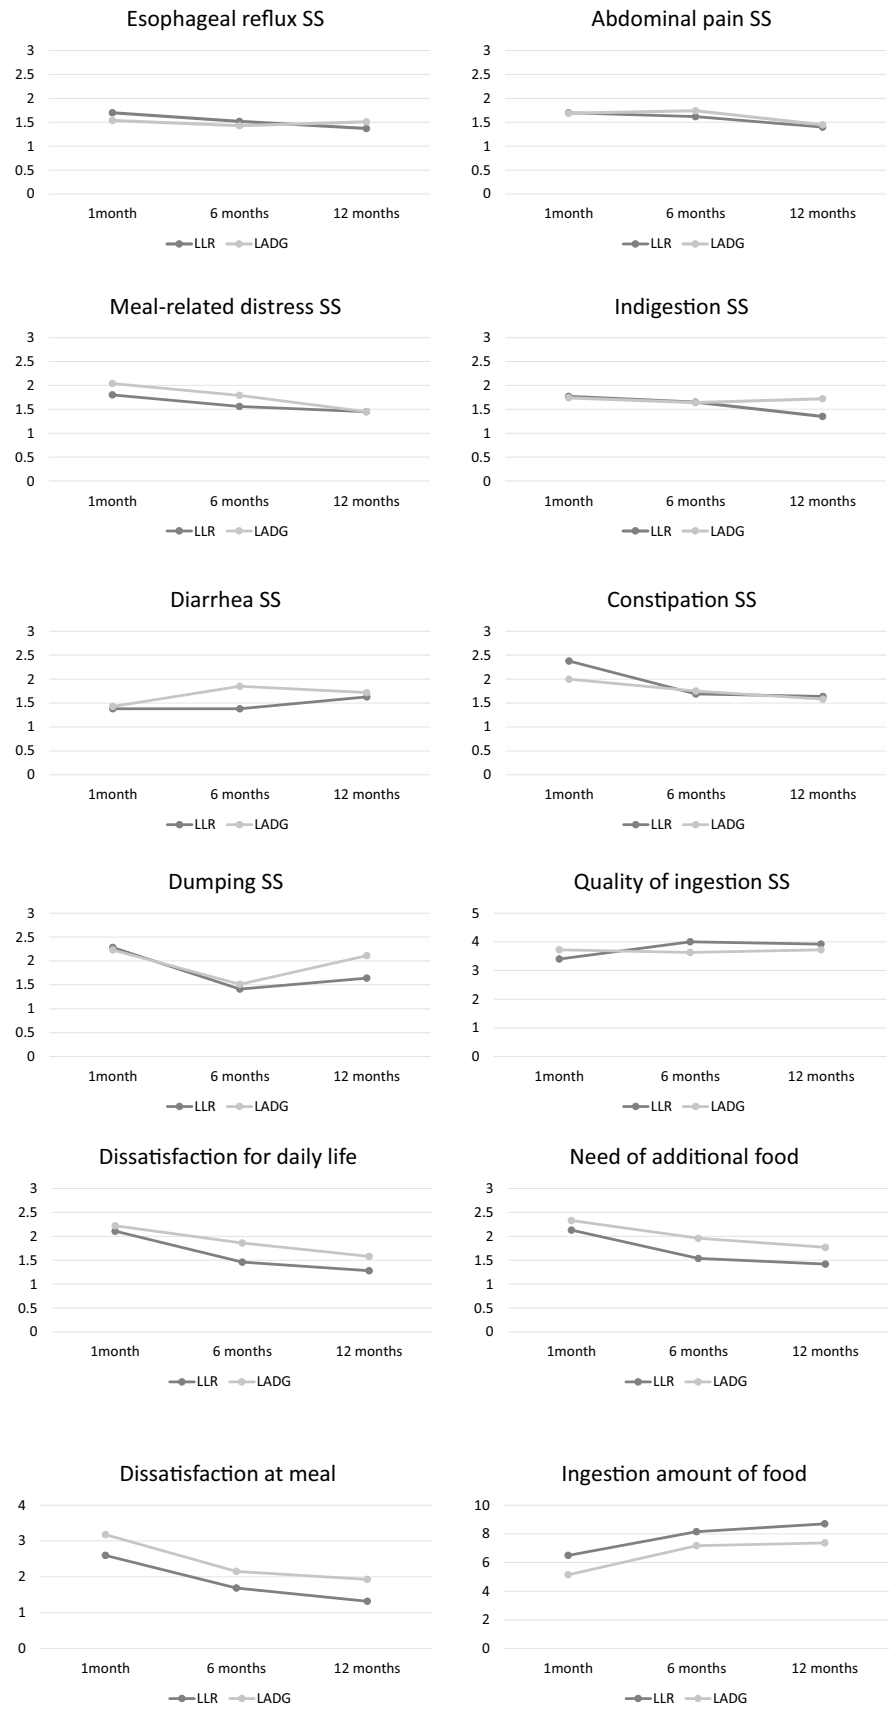 Esophageal reflux SS
3
2.5
2
1.5
1
0.5
0
1month 6 months 12 months
LLR LADG
Abdominal pain SS
3
2.5
2
1.5
1
0.5
0
1month 6 months 12 months
LLR LADG
Meal-related distress SS
3
2.5
2
1.5
1
0.5
0
1month 6 months 12 months
LLR LADG
Indigestion SS
3
2.5
2
1.5
1
0.5
0
1month 6 months 12 months
LLR LADG
Diarrhea SS
3
2.5
2
1.5
1
0.5
0
1month 6 months 12 months
LLR LADG
Constipation SS
3
2.5
2
1.5
1
0.5
0
1month 6 months 12 months
LLR LADG
Dumping SS
3
2.5
2
1.5
1
0.5
0
1month 6 months 12 months
LLR LADG
Quality of ingestion SS
5
4
3
2
1
0
1month 6 months 12 months
LLR LADG
Dissatisfaction for daily life
3
2.5
2
1.5
1
0.5
0
1month 6 months 12 months
LLR LADG
Need of additional food
3
2.5
2
1.5
1
0.5
0
1month 6 months 12 months
LLR LADG
Dissatisfaction at meal
4
3
2
1
0
1month 6 months 12 months
LLR LADG
Ingestion amount of food
10
8
6
4
2
0
1month 6 months 12 months
LLR LADG